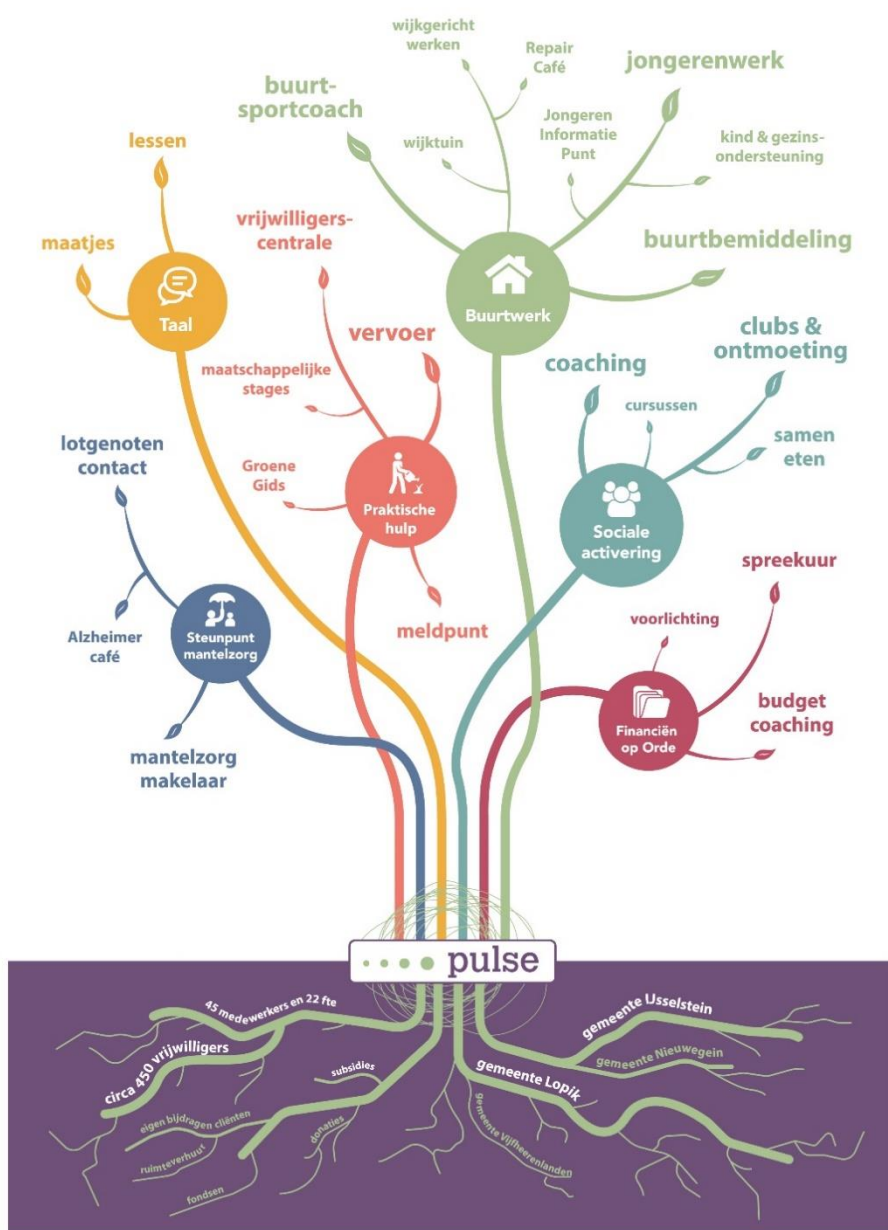 wijkgericht
werken
Repair
Café
jongerenwerk
buurt-
sportcoach
Jongeren
Informatie
Punt
kind & gezins-
ondersteuning
wijktuin
lessen
maatjes
vrijwilligers-
centrale
buurtbemiddeling
Taal
Buurtwerk
vervoer
clubs &
ontmoeting
coaching
maatschappelijke
stages
cursussen
samen
eten
lotgenoten
contact
Groene
Gids
Praktische
hulp
Sociale
activering
spreekuur
voorlichting
meldpunt
Alzheimer
café
Steunpunt
mantelzorg
budget
coaching
Financiën
op Orde
mantelzorg
makelaar
pulse
45 medewerkers en 22 fte
gemeente IJsselstein
circa 450 vrijwilligers
gemeente Nieuwegein
subsidies
gemeente Lopik
eigen bijdragen cliënten
donaties
gemeente Vijfheerenlanden
ruimteverhuur
fondsen